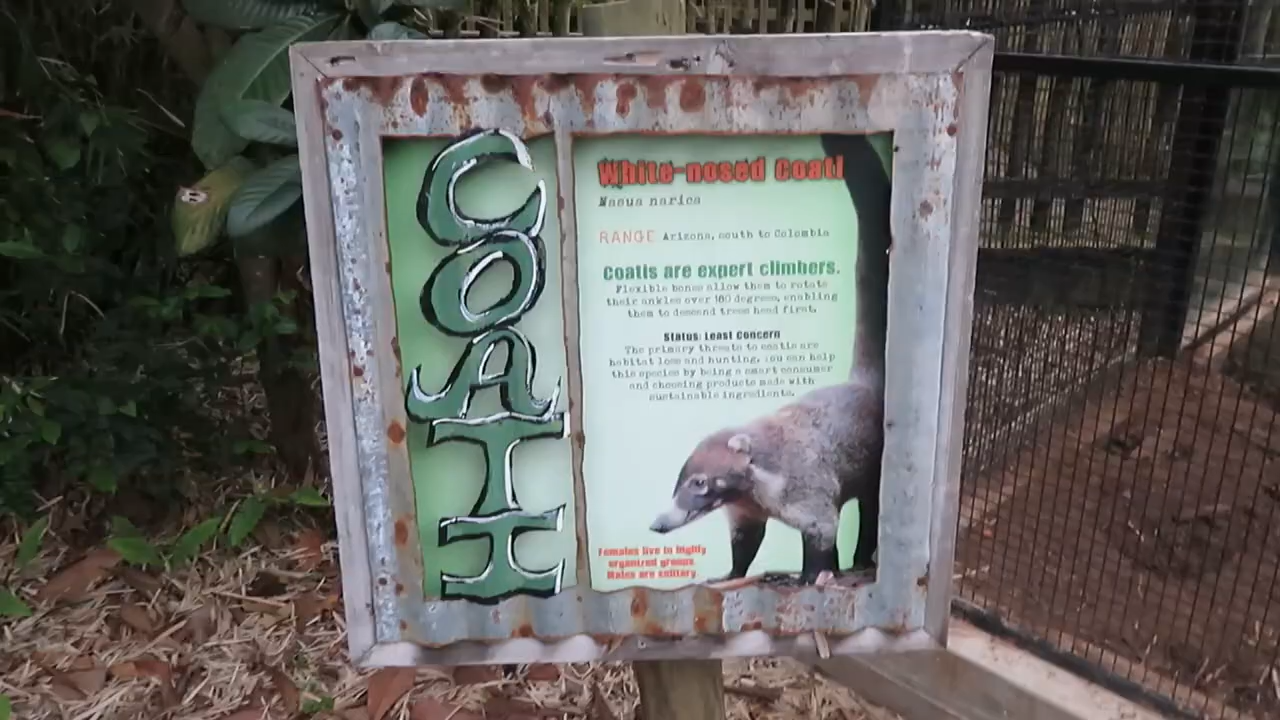 COATI
White-nosed Coati
Nasua narica
RANGE Arizona, south to Colombia
Coatis are expert climbers.
Flexible bones allow them to rotate
their ankles over 180 degrees, enabling
them to descend trees head first.
Status: Least Concern
The primary threats to coatis are
habitat loss and hunting. You can help
this species by being a smart consumer
and choosing products made with
sustainable ingredients.
Females live in highly
organized groups.
Males are solitary.